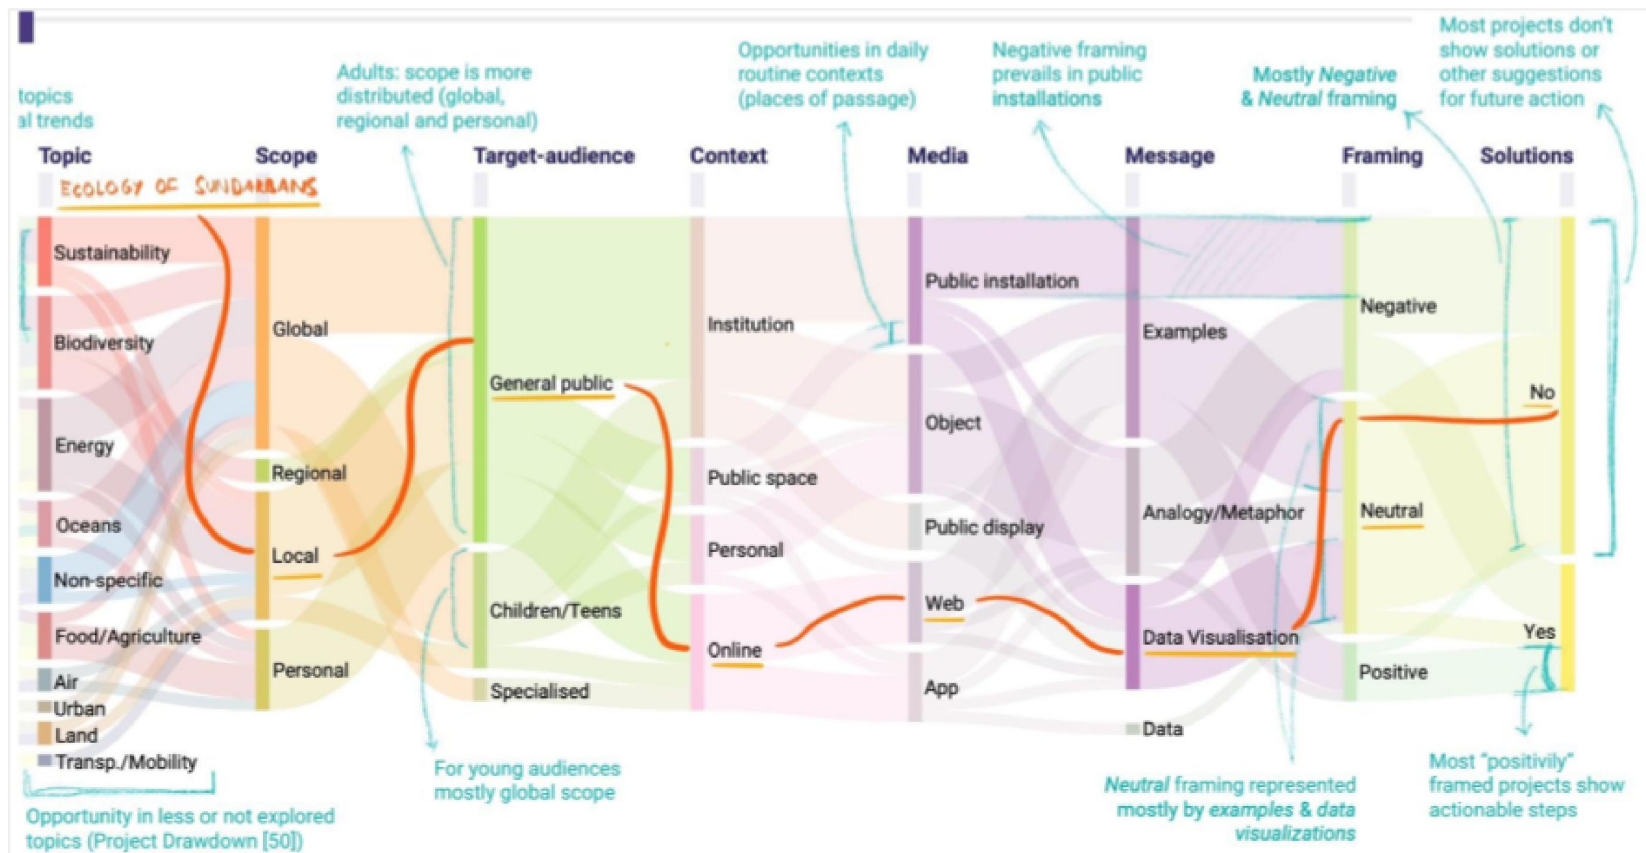 topics
al trends
Adults: scope is more
distributed (global,
regional and personal)
Opportunities in daily
routine contexts
(places of passage)
Negative framing
prevails in public
installations
Mostly Negative
& Neutral framing
Most projects don't
show solutions or
other suggestions
for future action
Topic
Scope
Target-audience
Context
Media
Message
Framing
Solutions
ECOLOGY OF SUNDARBANS
Sustainability
Biodiversity
Energy
Oceans
Non-specific
Food/Agriculture
Air
Urban
Land
Transp./Mobility
Global
Regional
Local
Personal
General public
Children/Teens
Specialised
Institution
Public space
Personal
Online
Public installation
Object
Public display
Web
App
Examples
Analogy/Metaphor
Data Visualisation
Data
Negative
Neutral
Positive
No
Yes
Opportunity in less or not explored
topics (Project Drawdown [50])
For young audiences
mostly global scope
Neutral framing represented
mostly by examples & data
visualizations
Most "positivily"
framed projects show
actionable steps